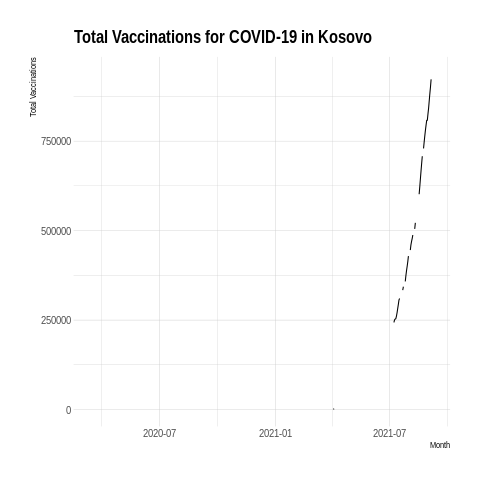 Total Vaccinations for COVID-19 in Kosovo
Total Vaccinations
750000
500000
250000
0
2020-07
2021-01
2021-07
Month